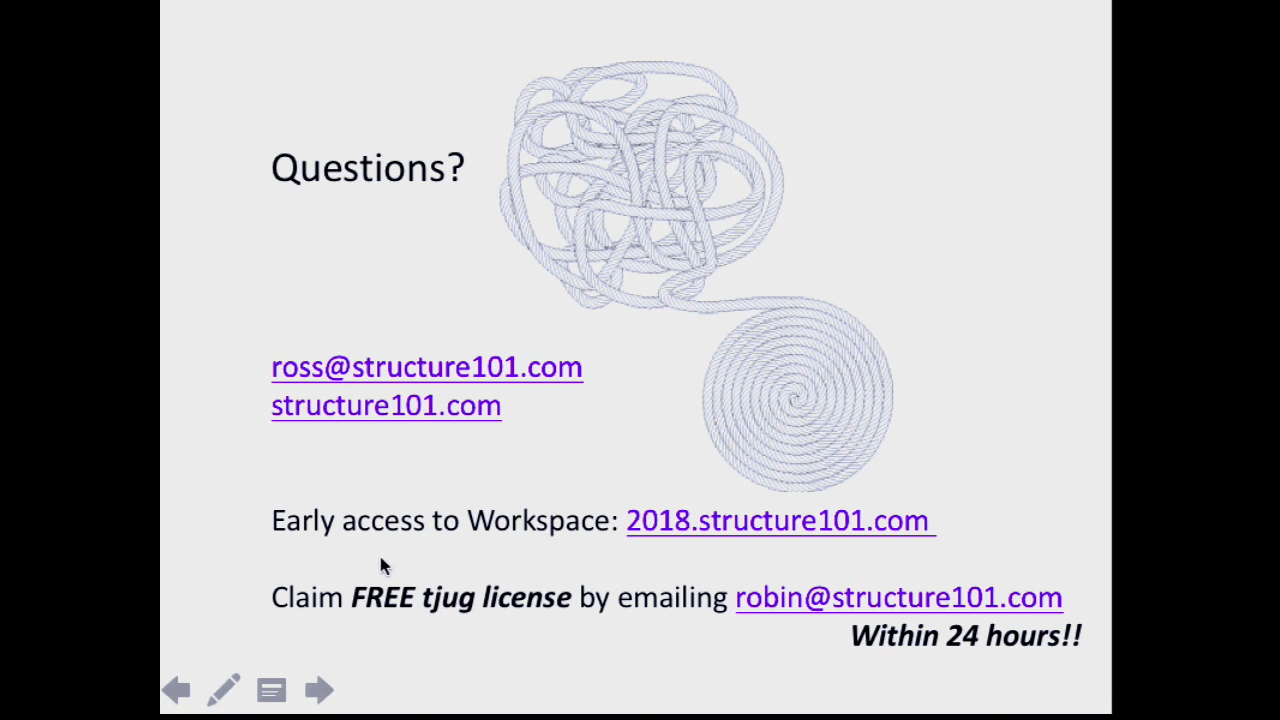 Questions?
ross@structure101.com
structure101.com
Early access to Workspace: 2018.structure101.com
Claim FREE tjug license by emailing robin@structure101.com
Within 24 hours!!